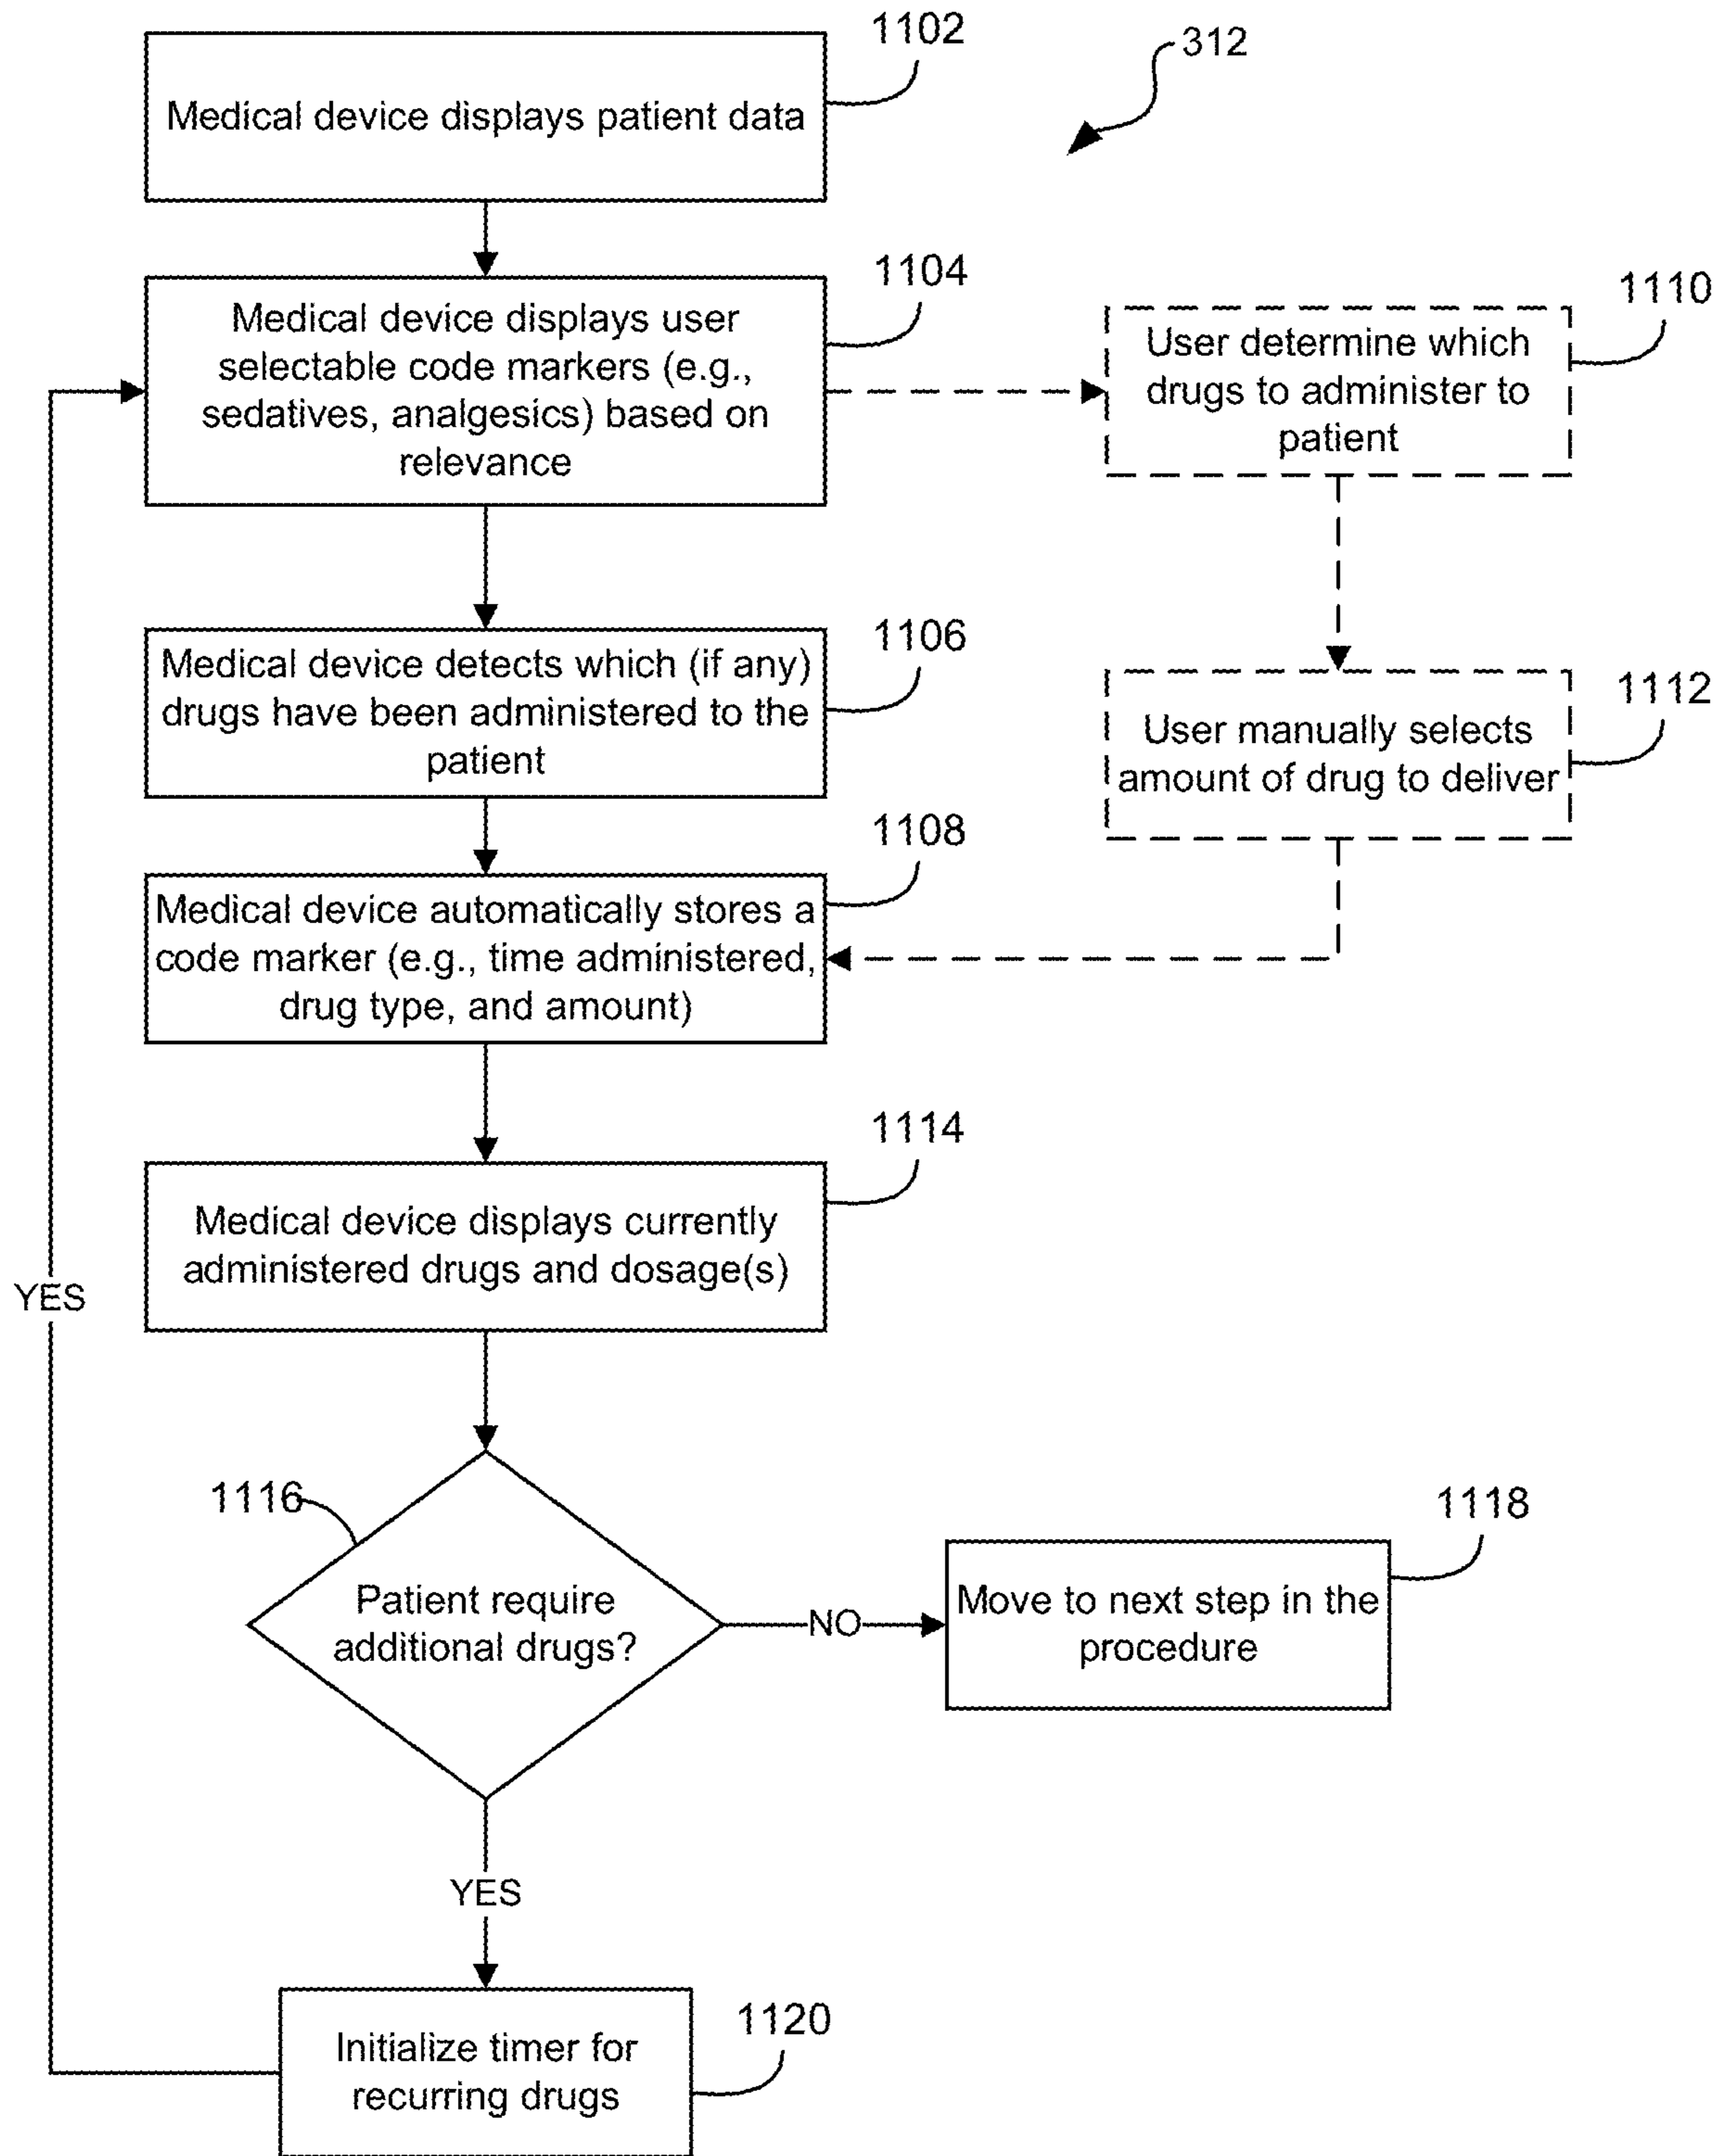 1102
312
Medical device displays patient data
1104
Medical device displays user
selectable code markers (e.g.,
sedatives, analgesics) based on
relevance
1110
User determine which
drugs to administer to
patient
1106
Medical device detects which (if any)
drugs have been administered to the
patient
1112
User manually selects
amount of drug to deliver
1108
Medical device automatically stores a
code marker (e.g., time administered,
drug type, and amount)
1114
Medical device displays currently
administered drugs and dosage(s)
YES
1116
Patient require
additional drugs?
NO
1118
Move to next step in the
procedure
YES
1120
Initialize timer for
recurring drugs